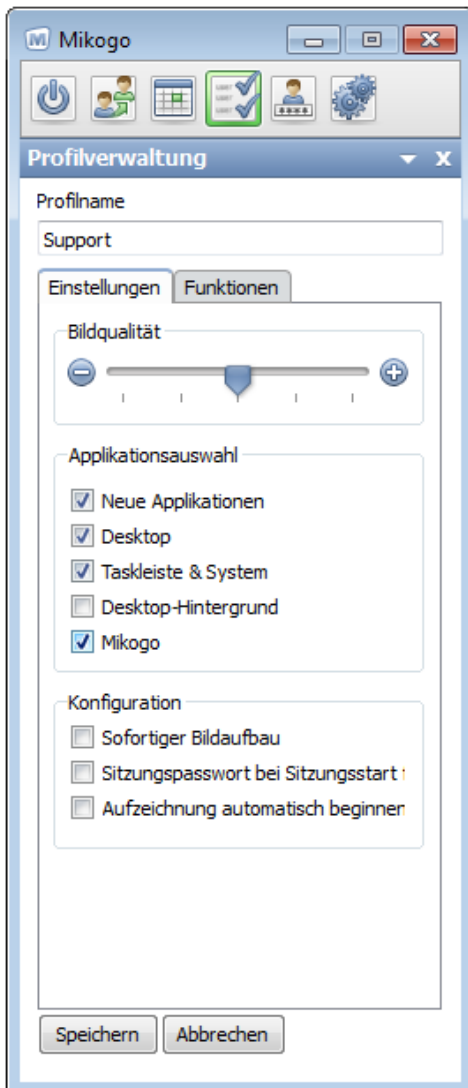 Mikogo
Profilverwaltung
Profilname
Support
Einstellungen Funktionen
Bildqualität
Applikationsauswahl
Neue Applikationen
Desktop
Taskleiste & System
Desktop-Hintergrund
Mikogo
Konfiguration
Sofortiger Bildaufbau
Sitzungspasswort bei Sitzungsstart
Aufzeichnung automatisch beginnen
Speichern Abbrechen